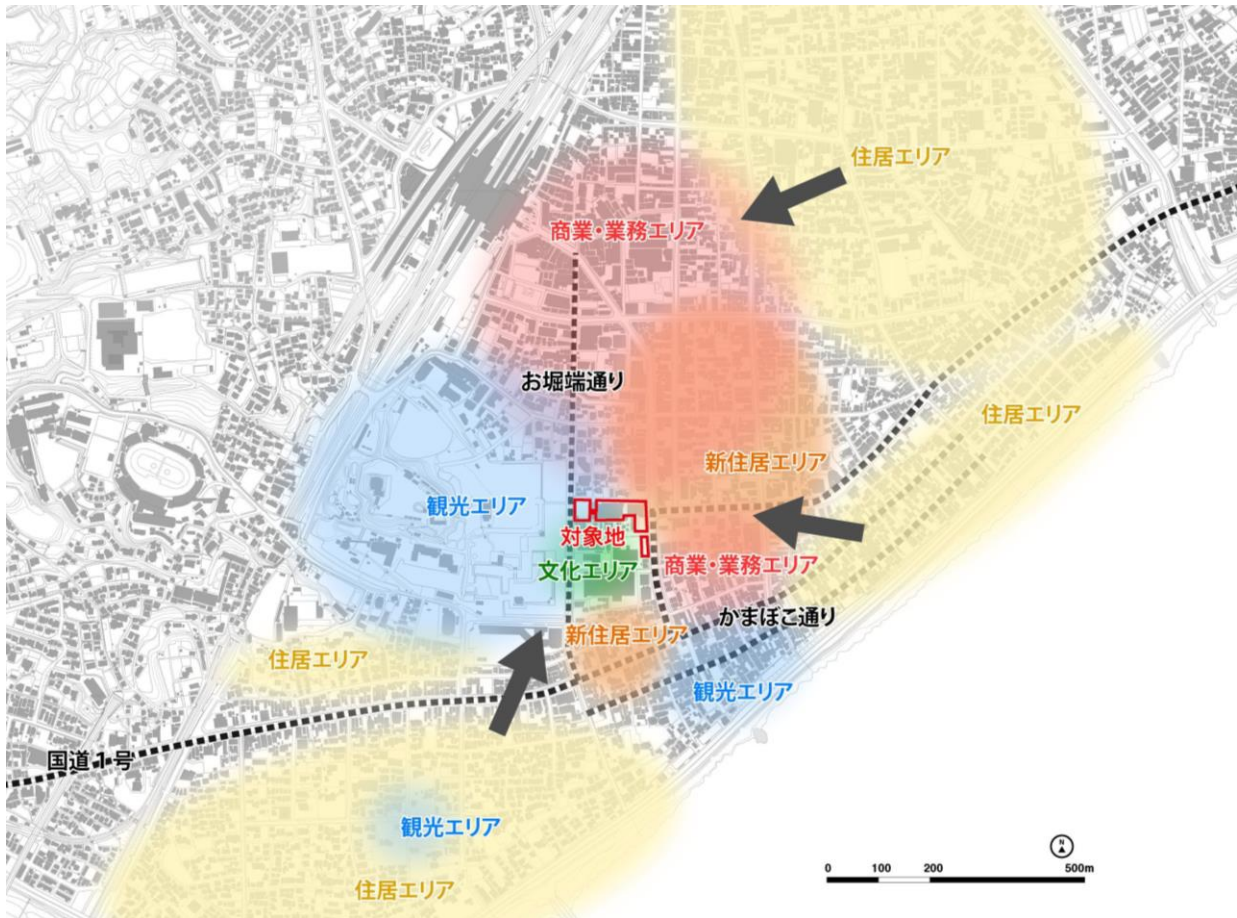 住居エリア
商業・業務エリア
お堀端通り
住居エリア
新住居エリア
観光エリア
対象地
文化エリア
商業・業務エリア
かまぼこ通り
新住居エリア
住居エリア
観光エリア
国道1号
観光エリア
住居エリア
N
0 100 200 500m